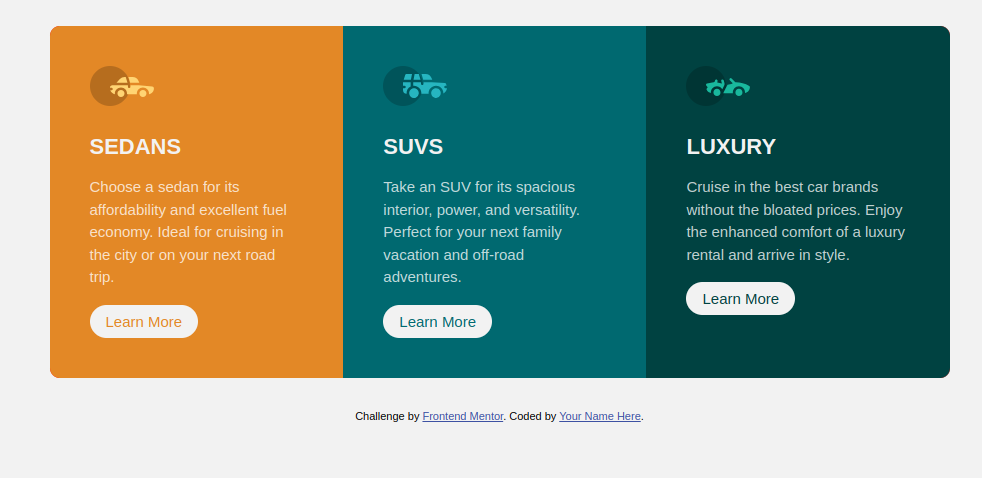 SEDANS
Choose a sedan for its
affordability and excellent fuel
economy. Ideal for cruising in
the city or on your next road
trip.
Learn More
SUVS
Take an SUV for its spacious
interior, power, and versatility.
Perfect for your next family
vacation and off-road
adventures.
Learn More
LUXURY
Cruise in the best car brands
without the bloated prices. Enjoy
the enhanced comfort of a luxury
rental and arrive in style.
Learn More
Challenge by Frontend Mentor. Coded by Your Name Here.